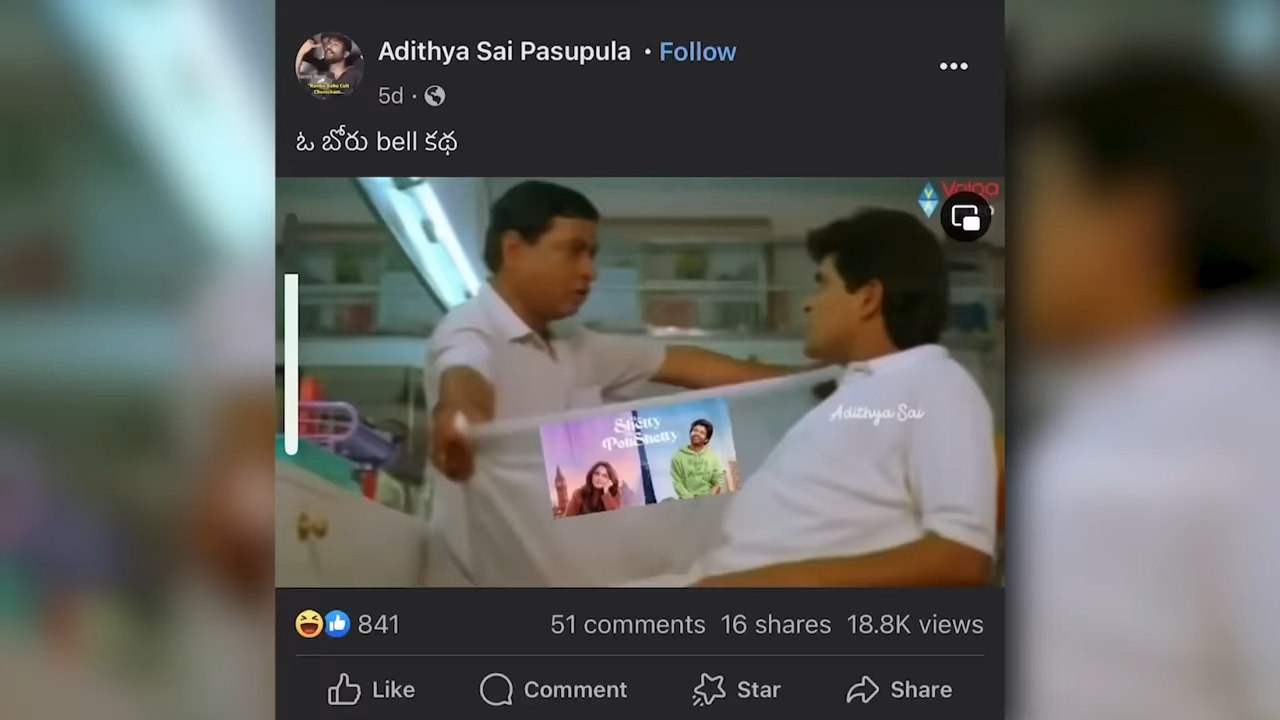 Adithya Sai Pasupula · Follow
5d ·
ఓ బోరు bell కథ
Volga
Adithya Sai
Shetty
PoliShetty
841
51 comments 16 shares 18.8K views
Like
Comment
Star
Share